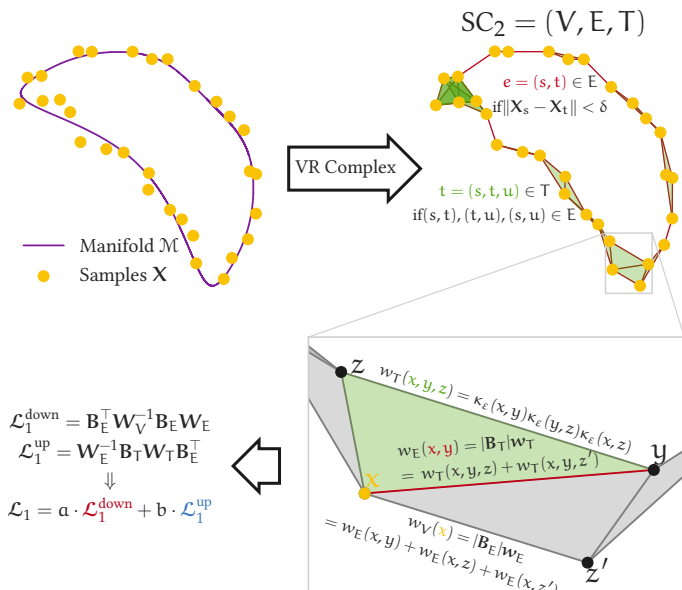 SC₂ = (V, E, T)
e = (s, t) ∈ E
if‖X_s − X_t‖ < δ
VR Complex
t = (s, t, u) ∈ T
if(s, t), (t, u), (s, u) ∈ E
Manifold ℳ
Samples X
z
w_T(x, y, z) = κ_ε(x, y)κ_ε(y, z)κ_ε(x, z)
w_E(x, y) = |B_T|w_T
= w_T(x, y, z) + w_T(x, y, z′)
y
x
w_V(x) = |B_E|w_E
= w_E(x, y) + w_E(x, z) + w_E(x, z′)
z′
𝓛₁^down = B_E^⊤ W_V^−1 B_E W_E
𝓛₁^up = W_E^−1 B_T W_T B_E^⊤
⇓
𝓛₁ = a · 𝓛₁^down + b · 𝓛₁^up